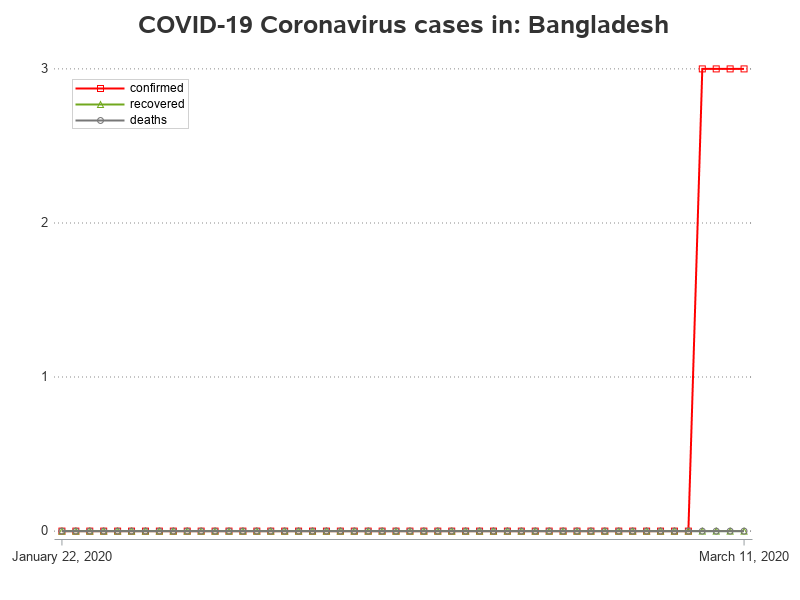 COVID-19 Coronavirus cases in: Bangladesh
3
confirmed
recovered
deaths
2
1
0
January 22, 2020
March 11, 2020